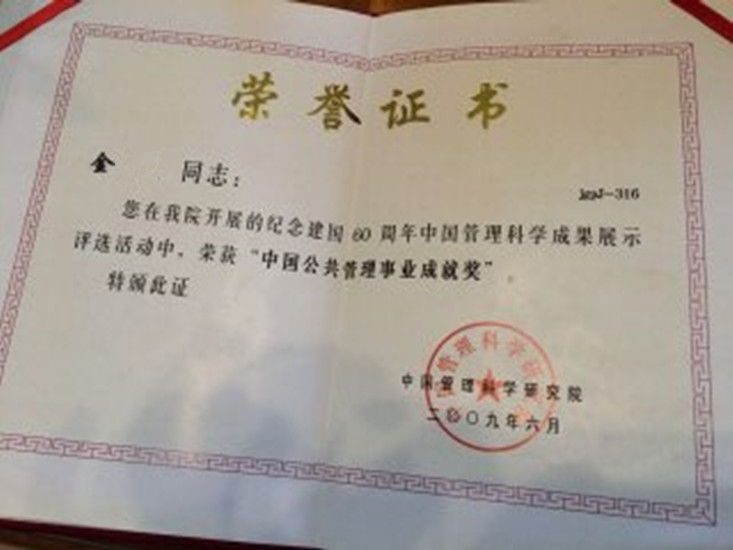 荣誉证书
金 同志：
jgyJ-316
您在我院开展的纪念建国60周年中国管理科学成果展示
评选活动中，荣获“中国公共管理事业成就奖”。
特颁此证
中国管理科学研究院
二〇〇九年六月